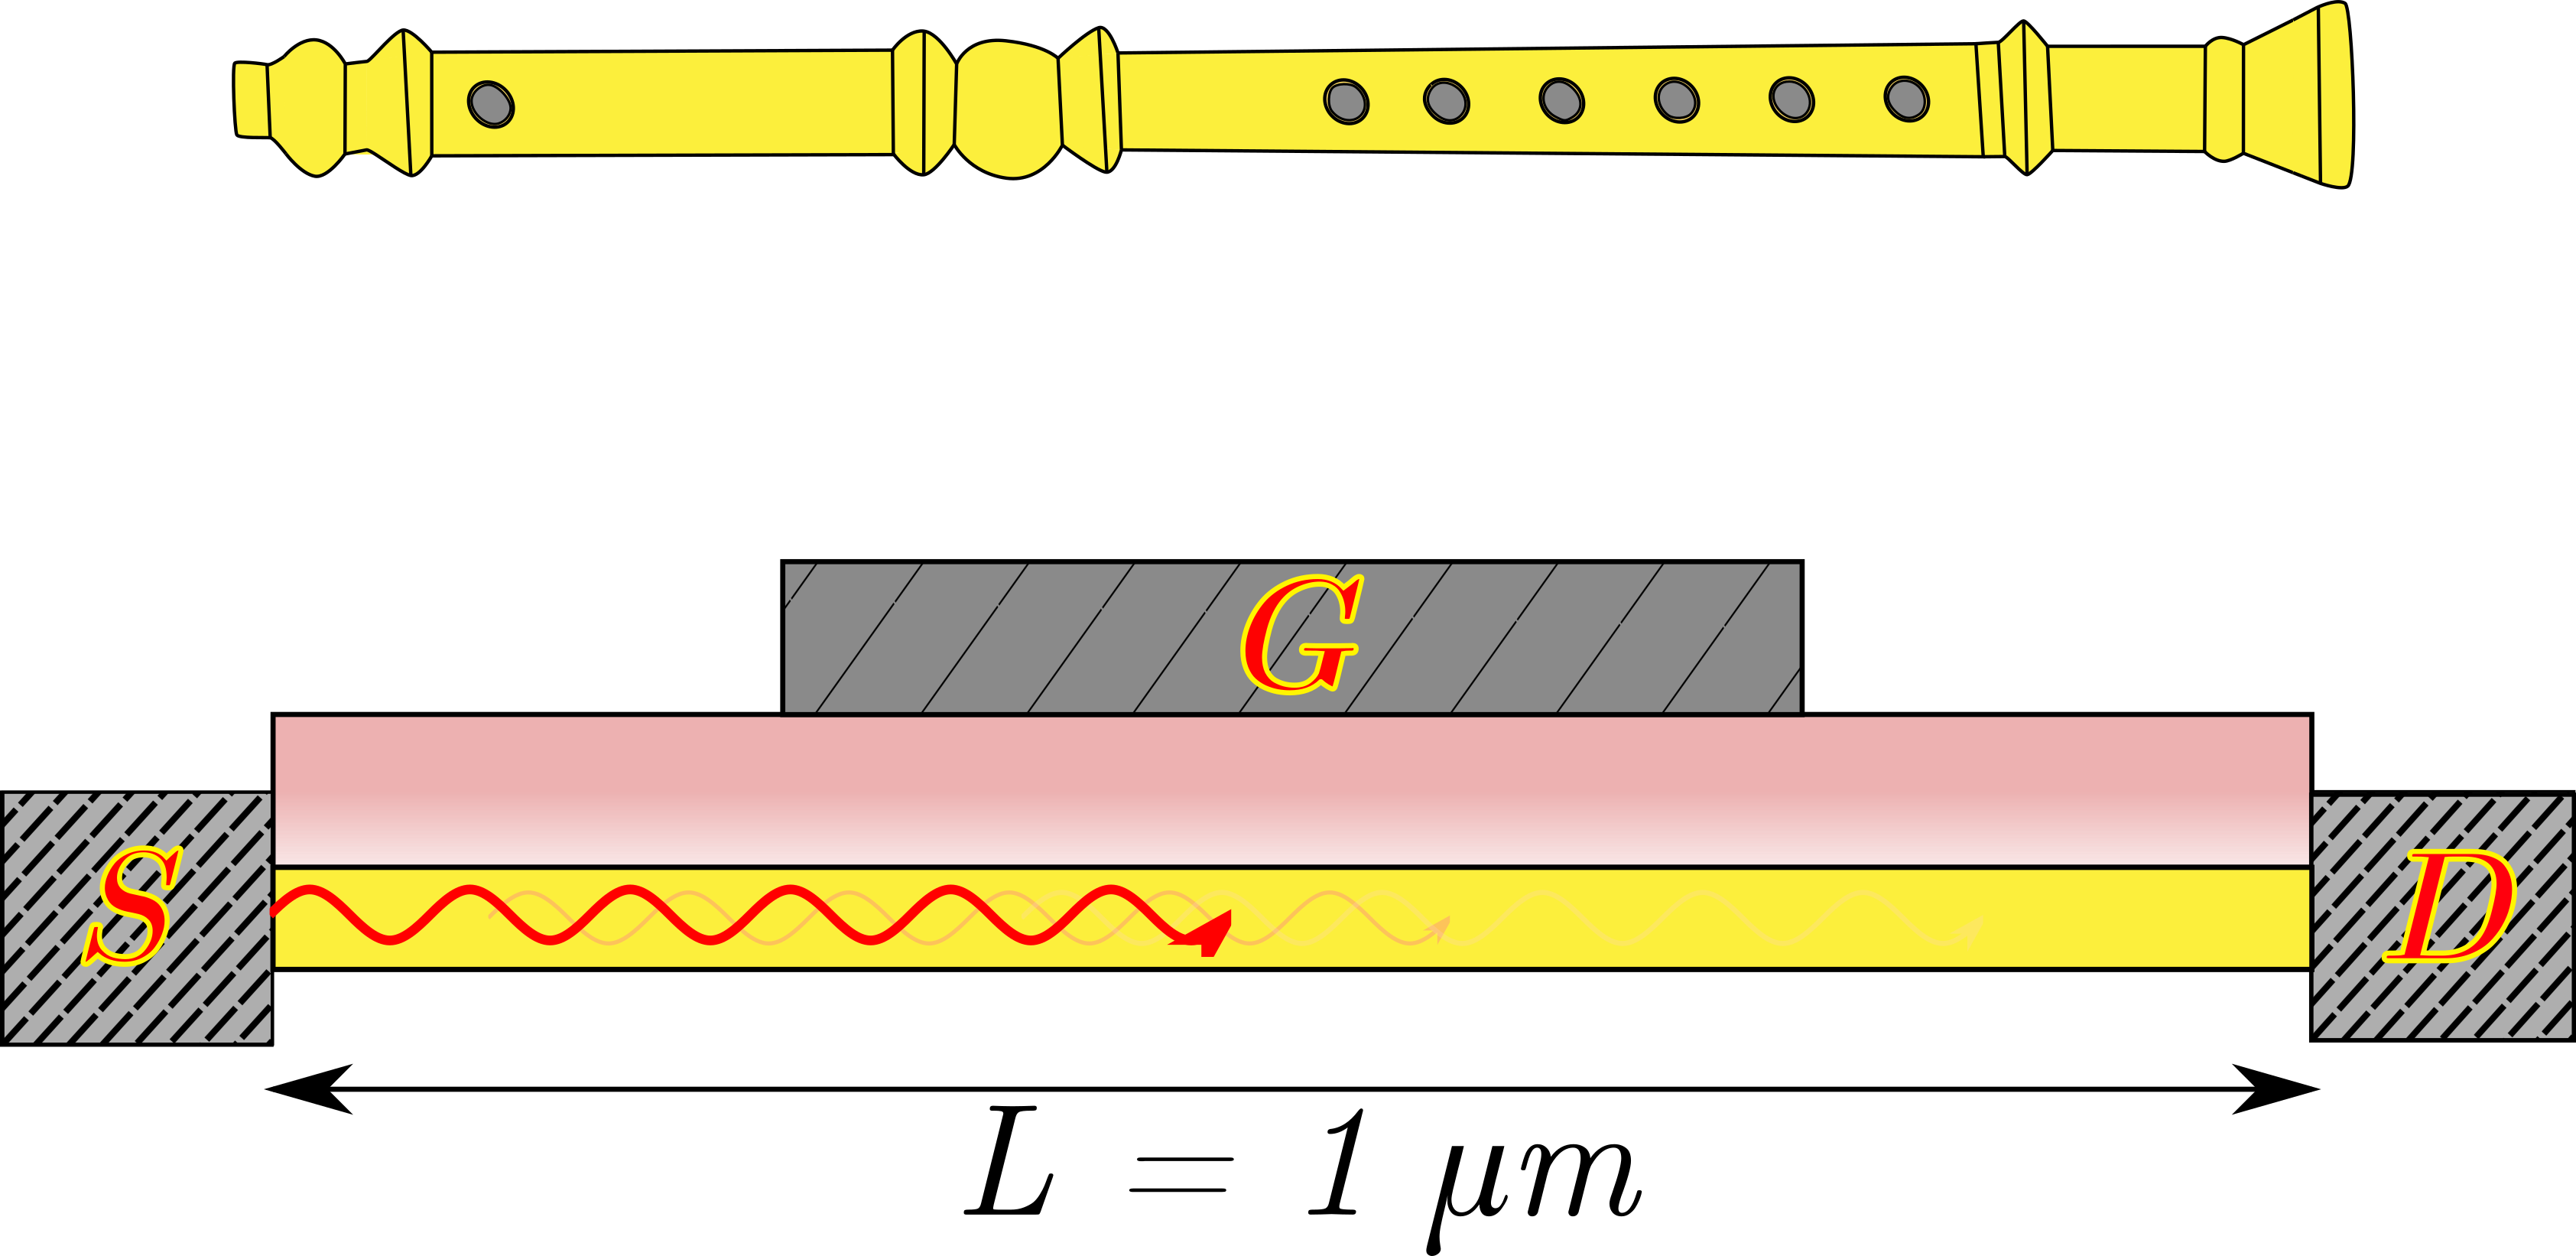 G
S D
L = 1 μm